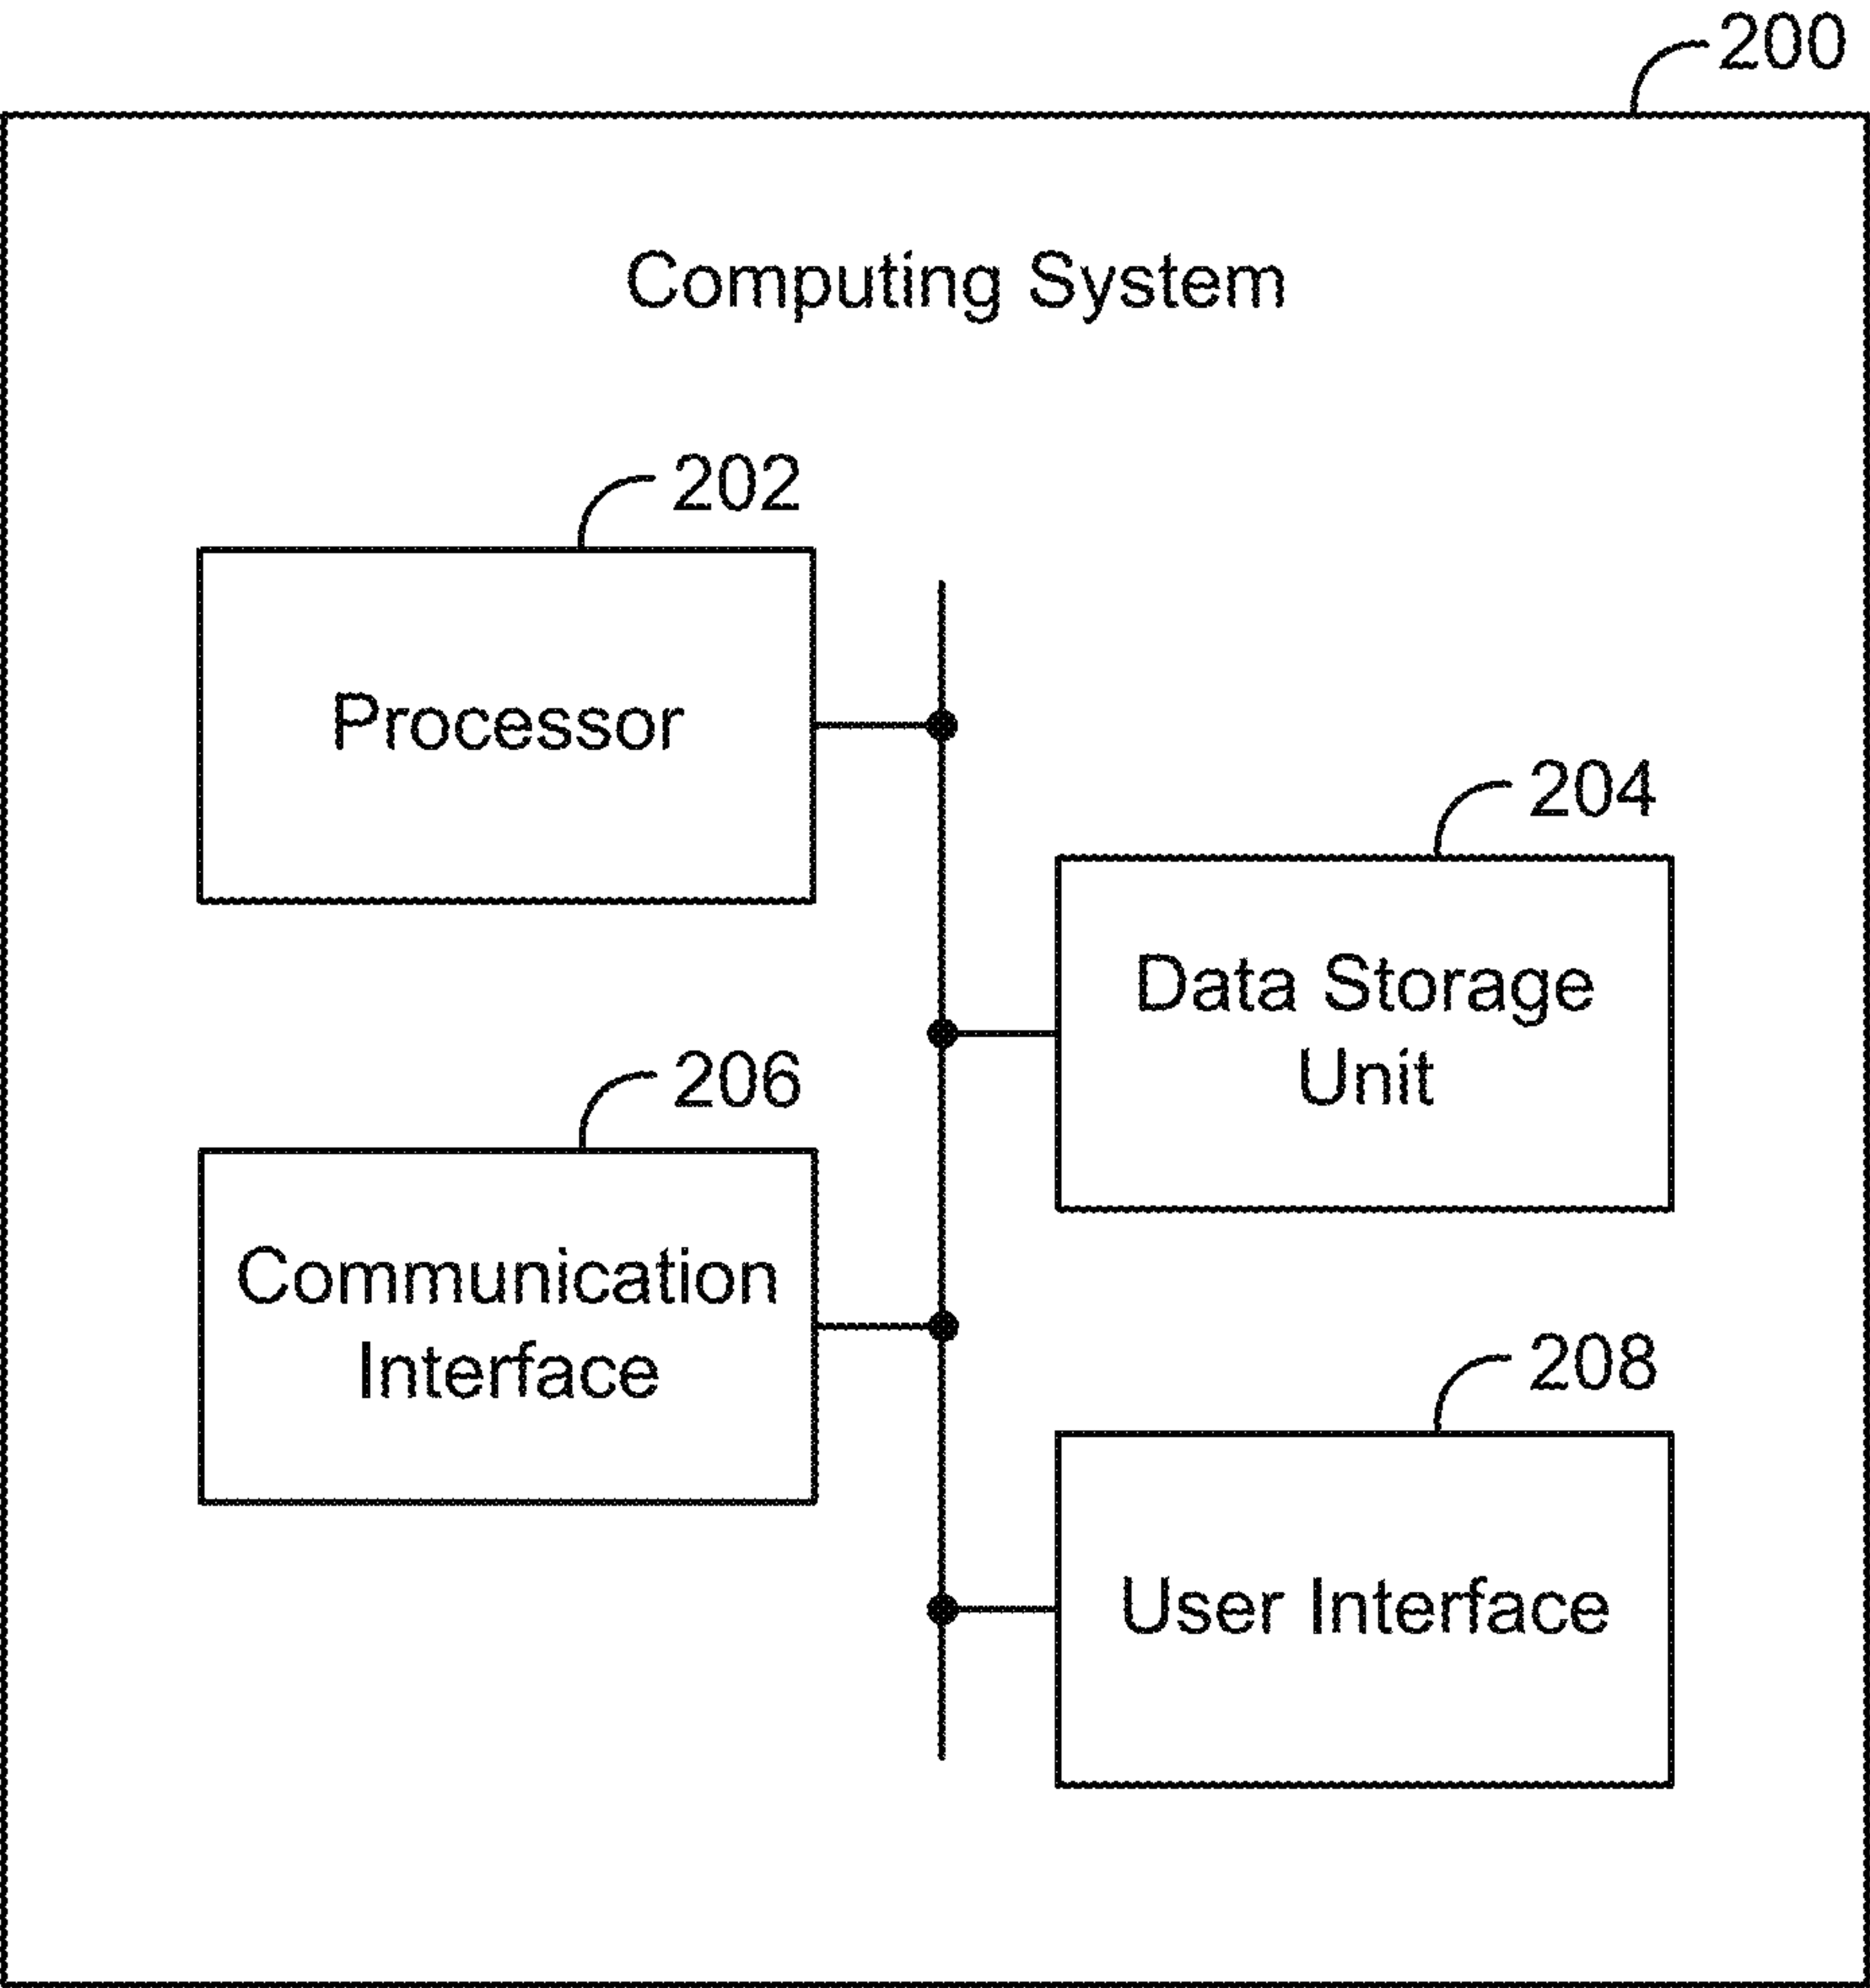 200
Computing System
202
Processor
204
Data Storage
Unit
206
Communication
Interface
208
User Interface